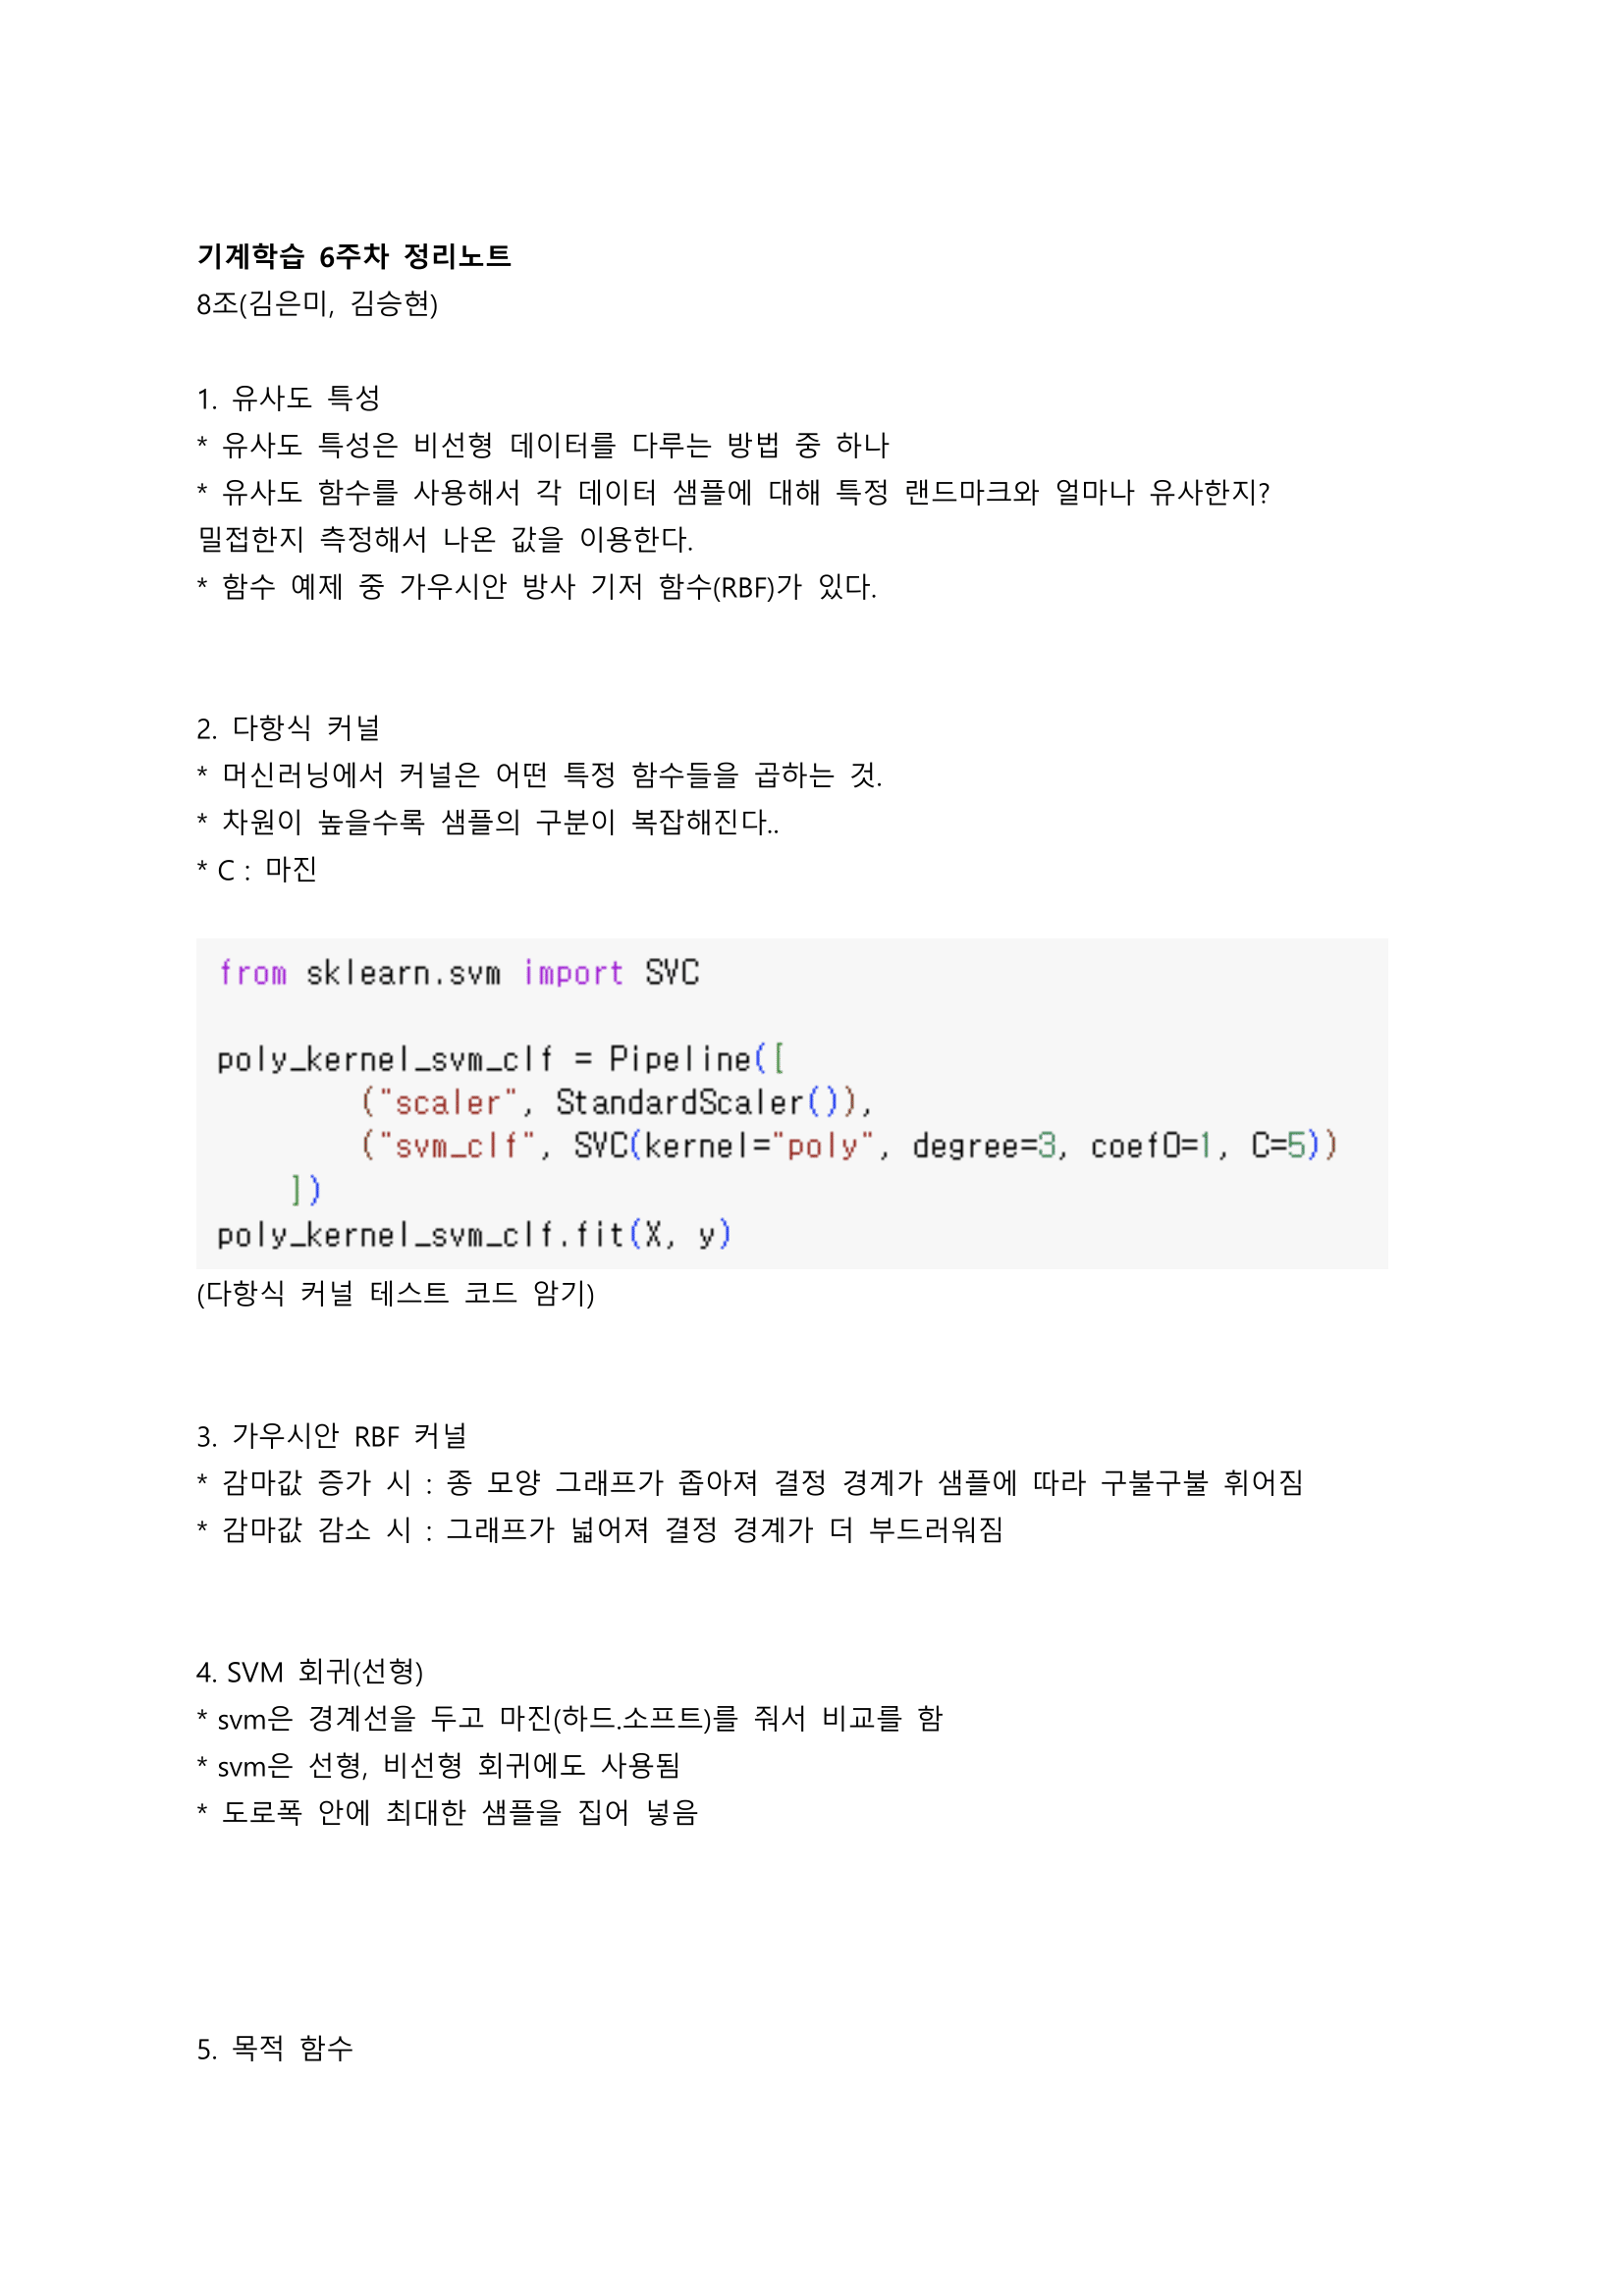 기계학습 6주차 정리노트
8조(김은미, 김승현)
1. 유사도 특성
* 유사도 특성은 비선형 데이터를 다루는 방법 중 하나
* 유사도 함수를 사용해서 각 데이터 샘플에 대해 특정 랜드마크와 얼마나 유사한지?
밀접한지 측정해서 나온 값을 이용한다.
* 함수 예제 중 가우시안 방사 기저 함수(RBF)가 있다.
2. 다항식 커널
* 머신러닝에서 커널은 어떤 특정 함수들을 곱하는 것.
* 차원이 높을수록 샘플의 구분이 복잡해진다..
* C : 마진
from sklearn.svm import SVC
poly_kernel_svm_clf = Pipeline([
("scaler", StandardScaler()),
("svm_clf", SVC(kernel="poly", degree=3, coef0=1, C=5))
])
poly_kernel_svm_clf.fit(X, y)
(다항식 커널 테스트 코드 암기)
3. 가우시안 RBF 커널
* 감마값 증가 시 : 종 모양 그래프가 좁아져 결정 경계가 샘플에 따라 구불구불 휘어짐
* 감마값 감소 시 : 그래프가 넓어져 결정 경계가 더 부드러워짐
4. SVM 회귀(선형)
* svm은 경계선을 두고 마진(하드.소프트)를 줘서 비교를 함
* svm은 선형, 비선형 회귀에도 사용됨
* 도로폭 안에 최대한 샘플을 집어 넣음
5. 목적 함수